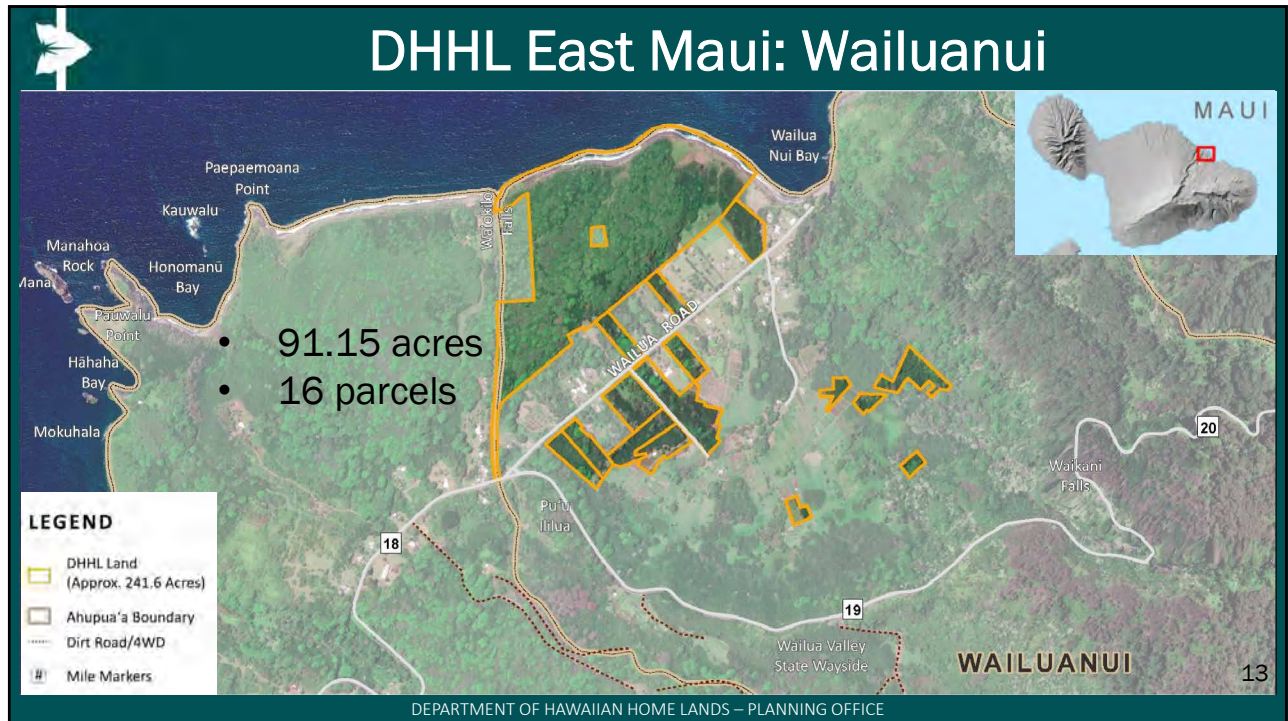 DHHL East Maui: Wailuanui
MAUI
Wailua
Nui Bay
Paepaemoana
Point
Kauwalu
Waiokilo
Falls
Manahoa
Rock
Mana
Honomanū
Bay
Pauwalu
Point
Hāhaha
Bay
Mokuhala
• 91.15 acres
• 16 parcels
WAILUA ROAD
20
Waikani
Falls
Pu'u
Ililua
18
19
Wailua Valley
State Wayside
WAILUANUI
LEGEND
DHHL Land
(Approx. 241.6 Acres)
Ahupua'a Boundary
Dirt Road/4WD
# Mile Markers
13
DEPARTMENT OF HAWAIIAN HOME LANDS – PLANNING OFFICE